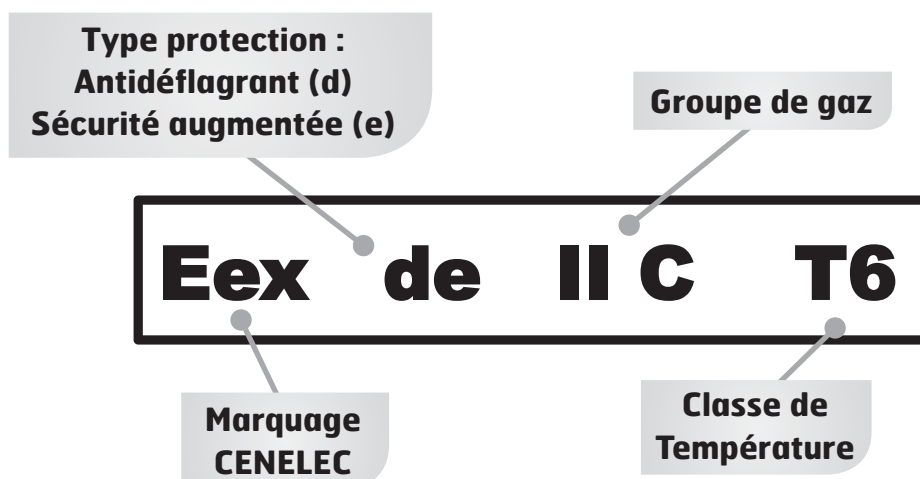 Type protection :
Antidéflagrant (d)
Sécurité augmentée (e)
Groupe de gaz
Eex de II C T6
Marquage
CENELEC
Classe de
Température